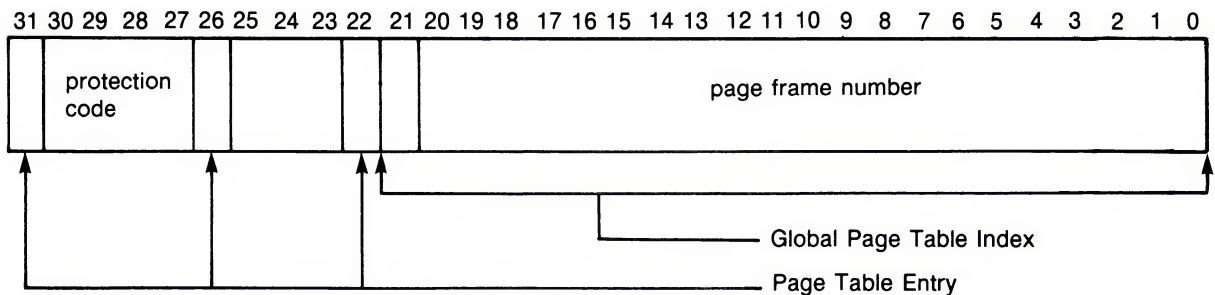 31 30 29 28 27 26 25 24 23 22 21 20 19 18 17 16 15 14 13 12 11 10 9 8 7 6 5 4 3 2 1 0
protection
code
page frame number
Global Page Table Index
Page Table Entry